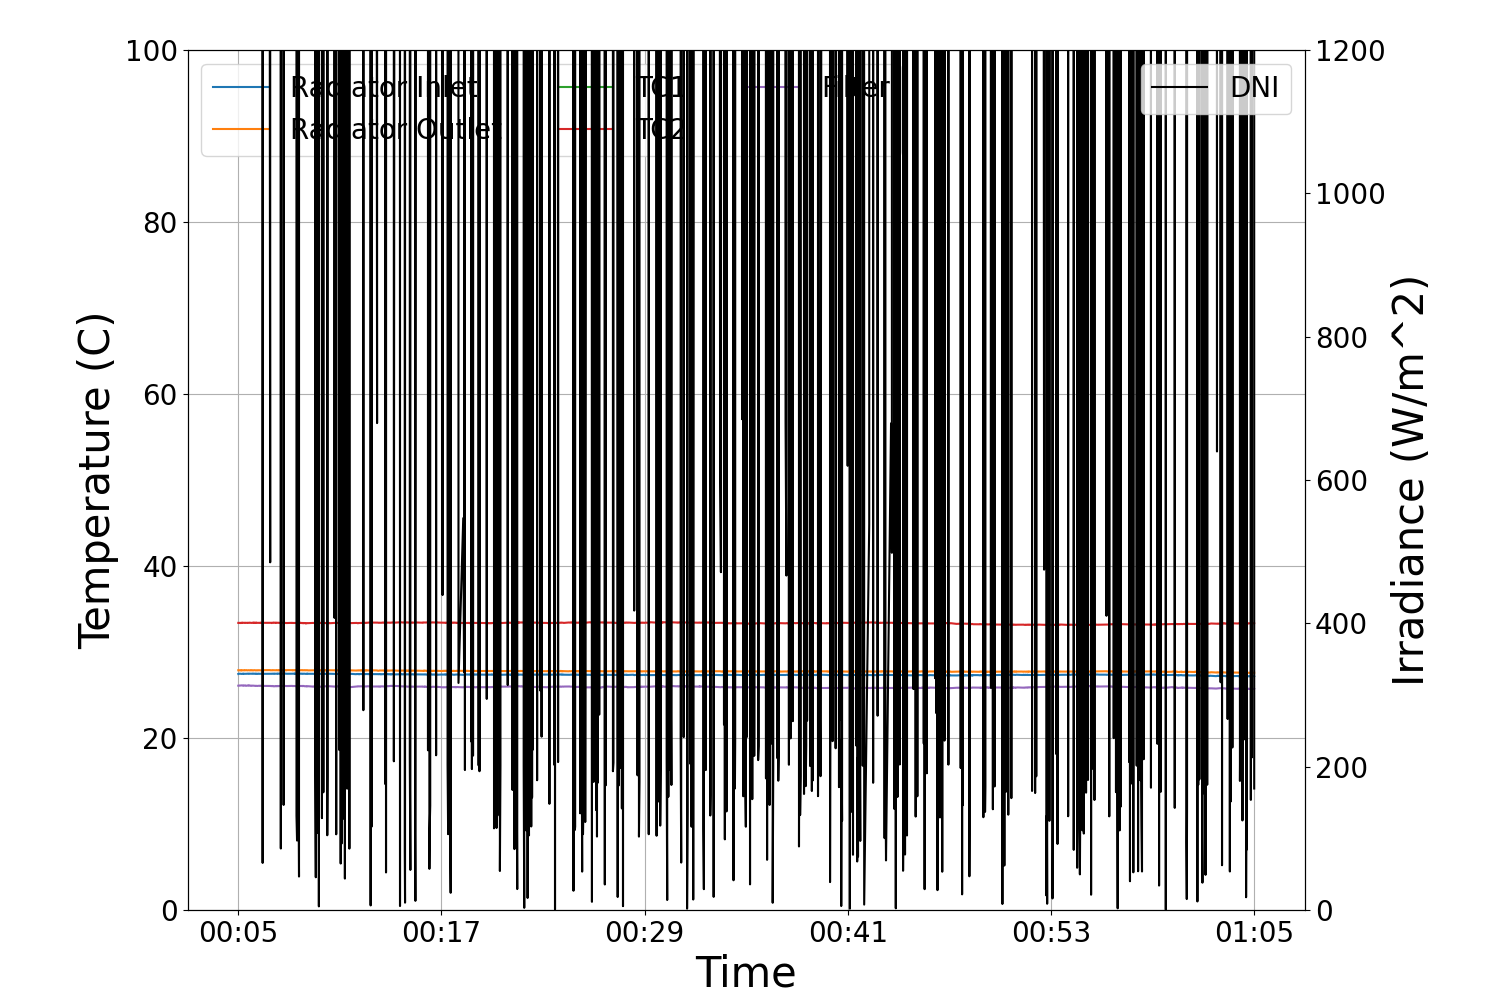 100
80
60
40
20
0
Temperature (C)
Radiator Inlet
Radiator Outlet
TC1
TC2
Filter
DNI
1200
1000
800
600
400
200
0
Irradiance (W/m^2)
00:05 00:17 00:29 00:41 00:53 01:05
Time